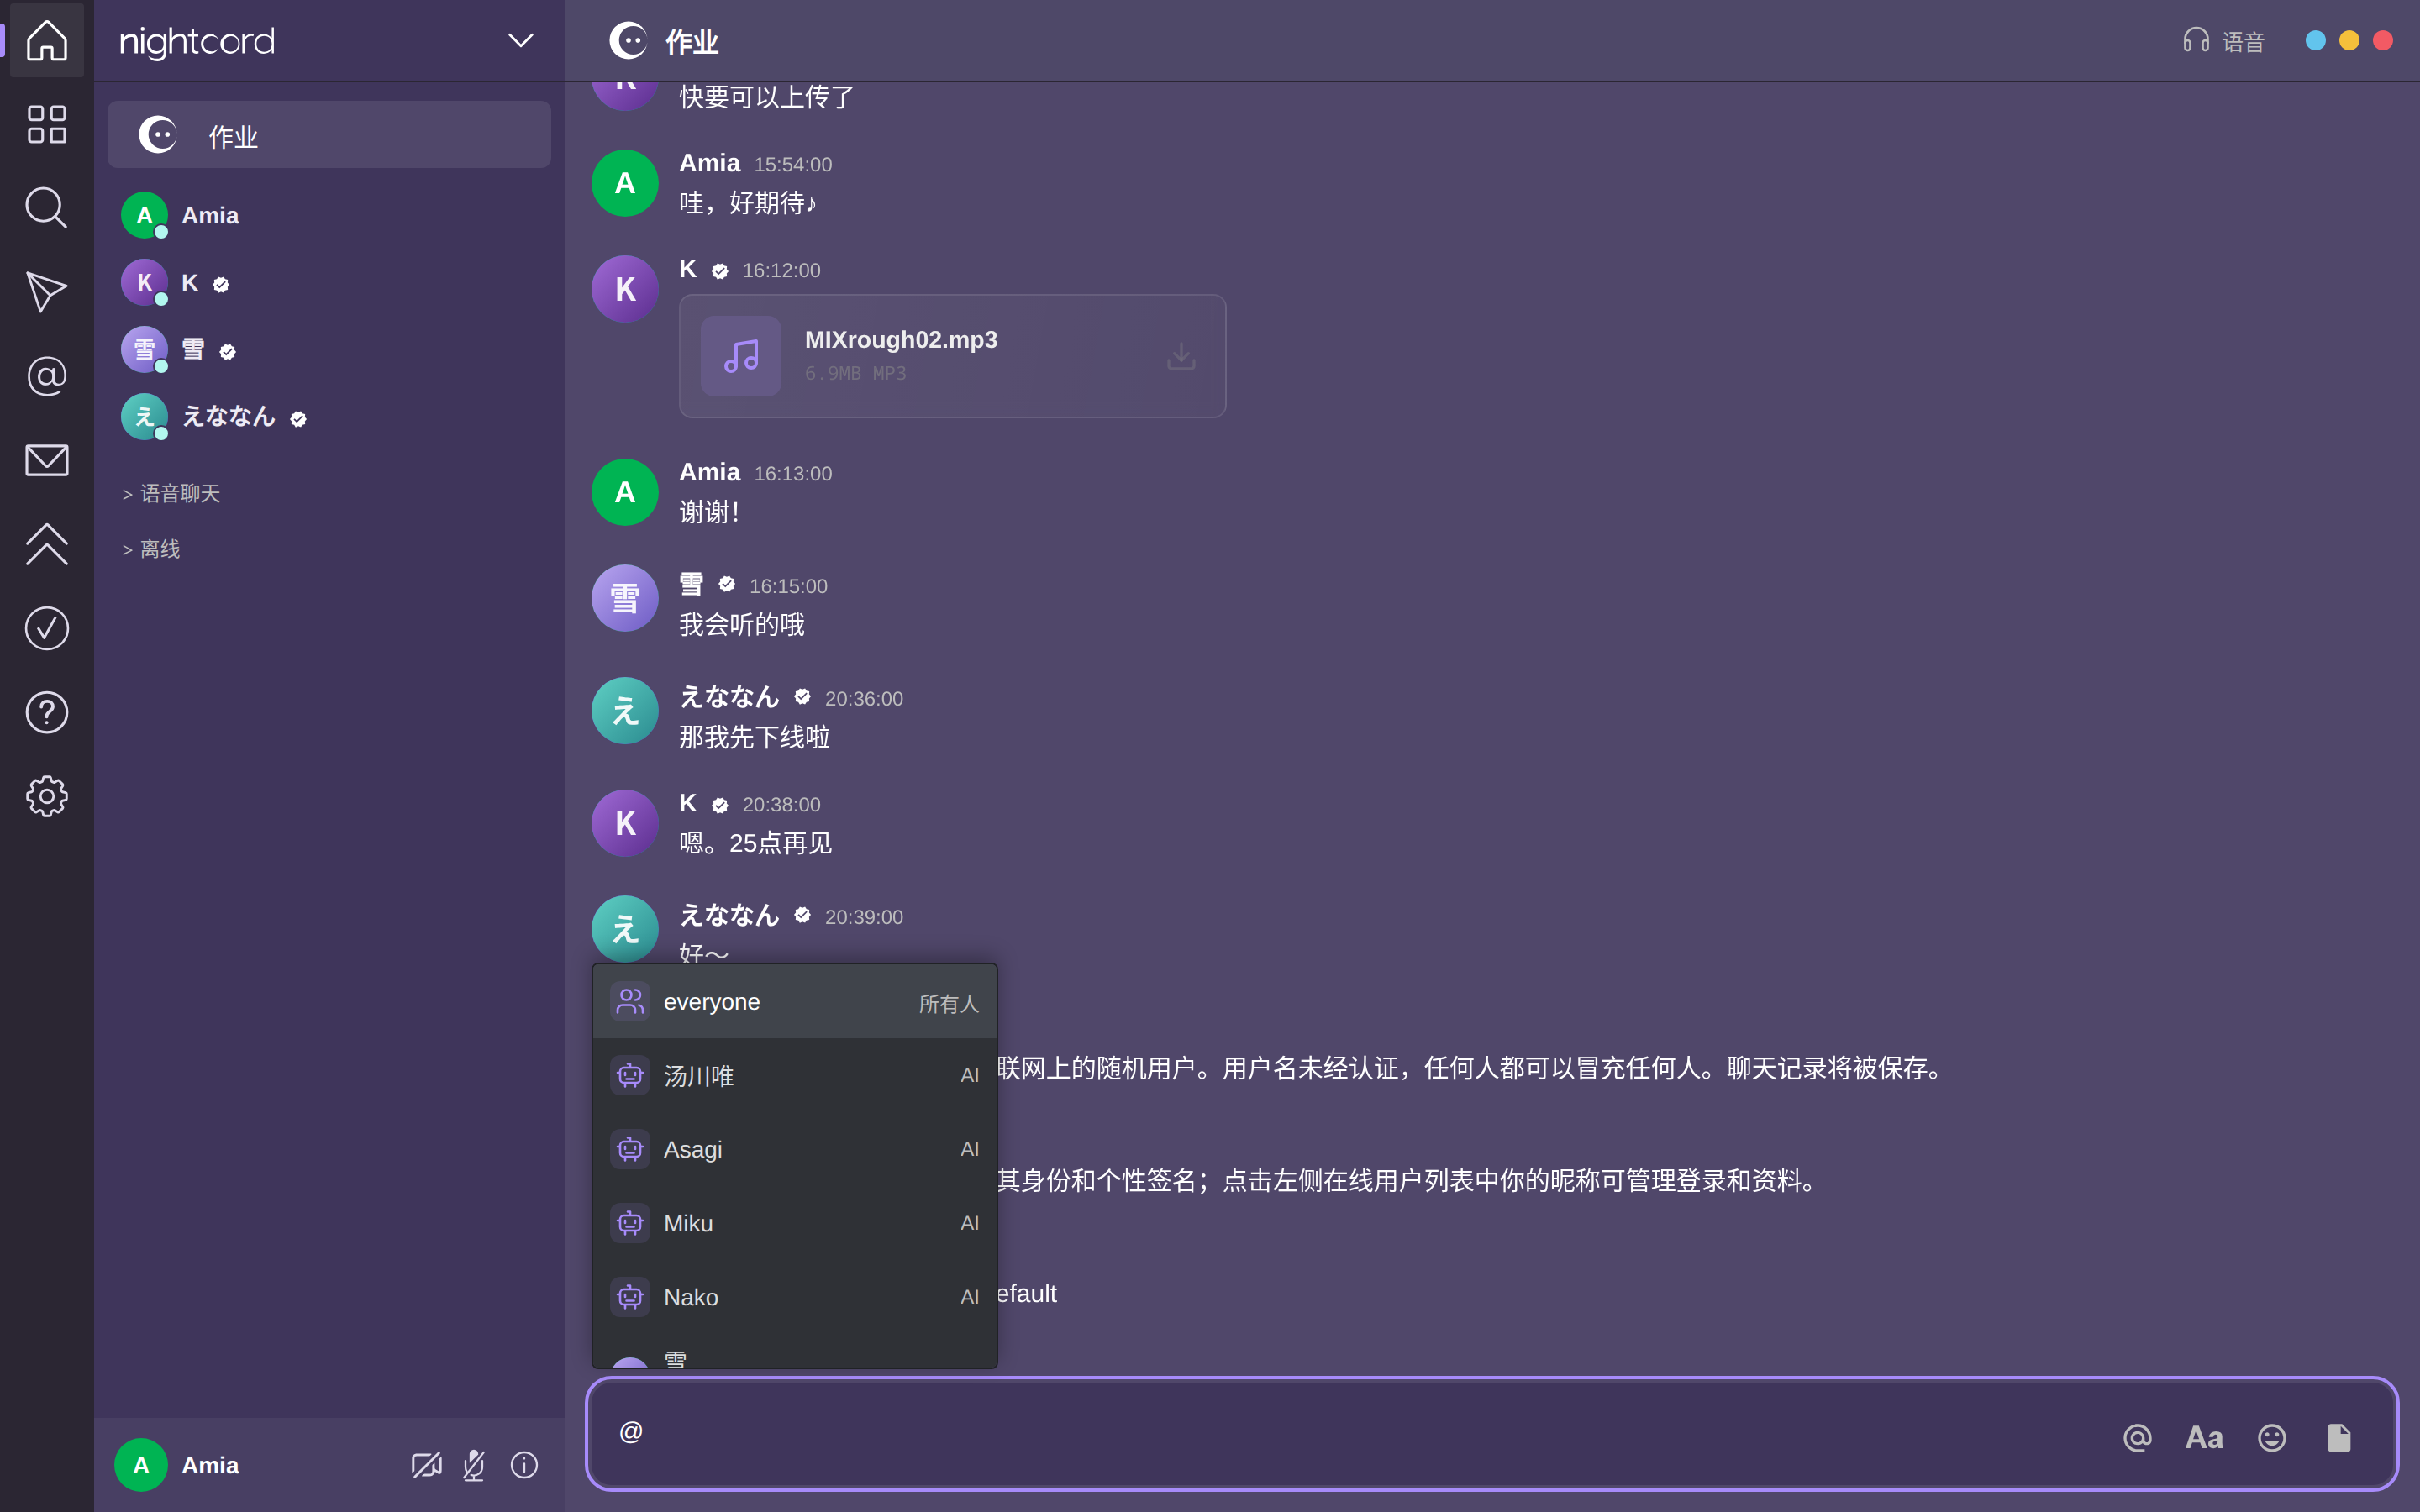 nightcord
作业
A Amia
K K
雪 雪
え えななん
> 语音聊天
> 离线
A Amia
作业
语音
快要可以上传了
A
Amia 15:54:00
哇，好期待♪
K
K 16:12:00
MIXrough02.mp3
6.9MB MP3
A
Amia 16:13:00
谢谢！
雪
雪 16:15:00
我会听的哦
え
えななん 20:36:00
那我先下线啦
K
K 20:38:00
嗯。25点再见
え
えななん 20:39:00
好～
联网上的随机用户。用户名未经认证，任何人都可以冒充任何人。聊天记录将被保存。
其身份和个性签名；点击左侧在线用户列表中你的昵称可管理登录和资料。
efault
everyone 所有人
汤川唯 AI
Asagi AI
Miku AI
Nako AI
雪
@
Aa